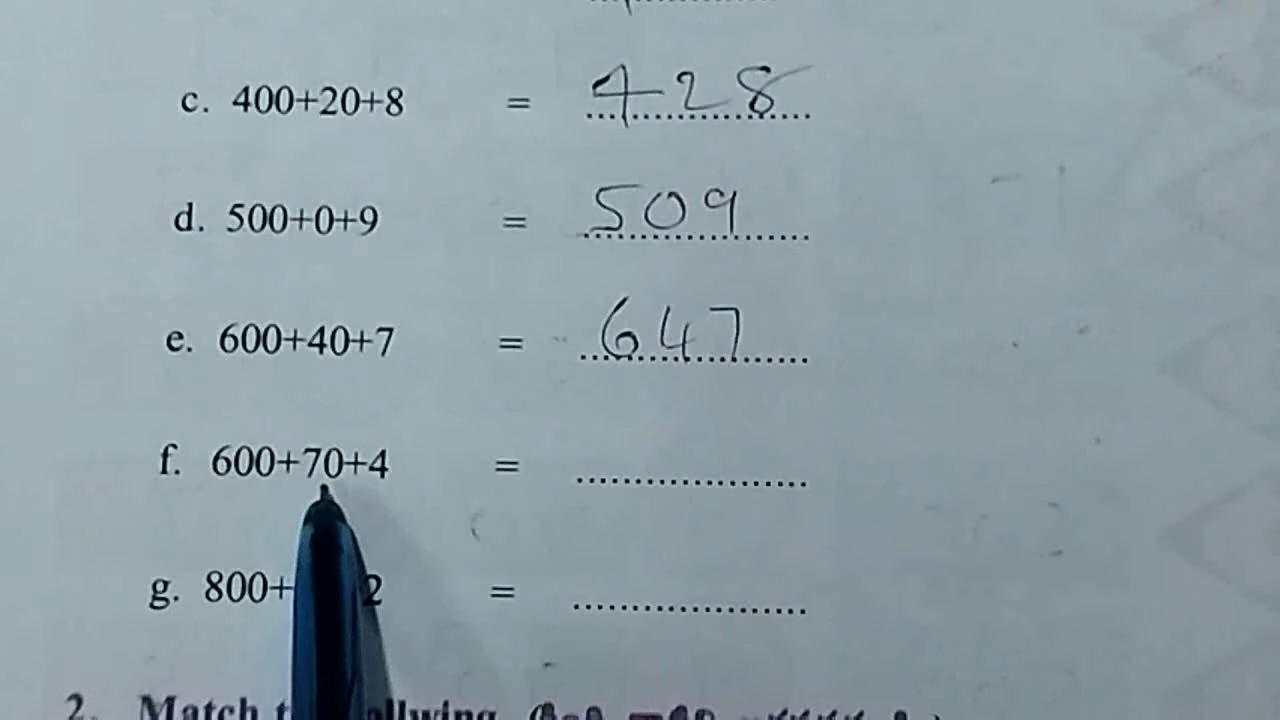 c. 400+20+8 = 428
d. 500+0+9 = 509
e. 600+40+7 = 647
f. 600+70+4 = ..................
g. 800+ 2 = ..................
2. Match